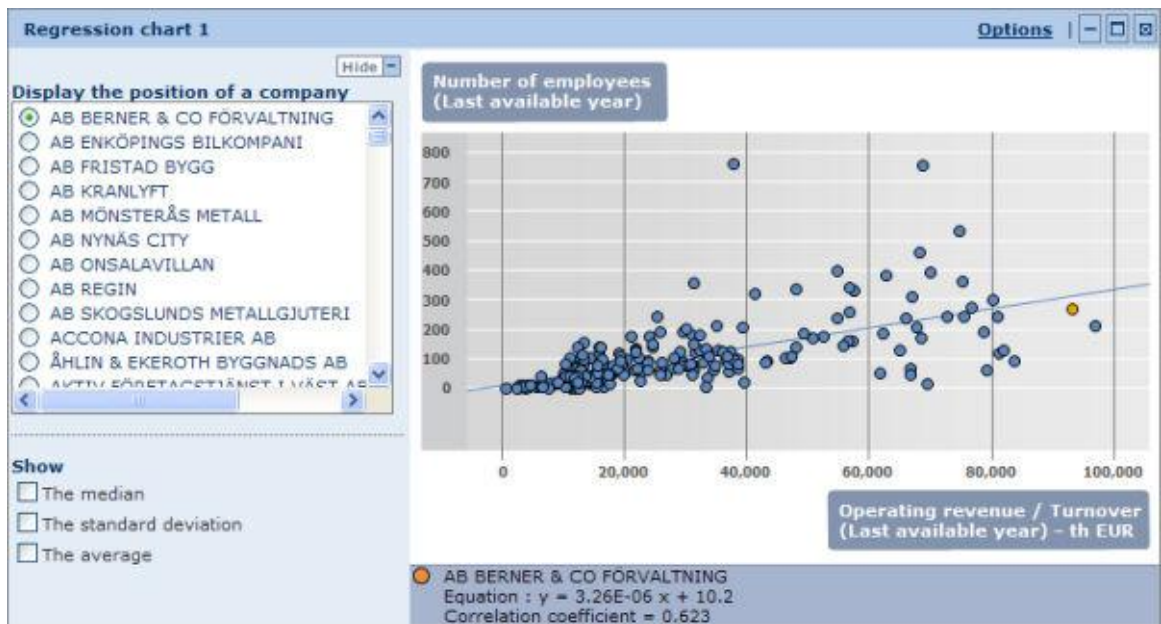 Regression chart 1
Options
Hide
Display the position of a company
AB BERNER & CO FÖRVALTNING
AB ENKÖPINGS BILKOMPANI
AB FRISTAD BYGG
AB KRANLYFT
AB MÖNSTERÅS METALL
AB NYNÄS CITY
AB ONSALAVILLAN
AB REGIN
AB SKOGSLUNDS METALLGJUTERI
ACCONA INDUSTRIER AB
ÅHLIN & EKEROTH BYGGNADS AB
AKTIV FÖRETAGSTJÄNST I VÄST
Show
The median
The standard deviation
The average
Number of employees
(Last available year)
800
700
600
500
400
300
200
100
0
0 20,000 40,000 60,000 80,000 100,000
Operating revenue / Turnover
(Last available year) - th EUR
AB BERNER & CO FÖRVALTNING
Equation : y = 3.26E-06 x + 10.2
Correlation coefficient = 0.623